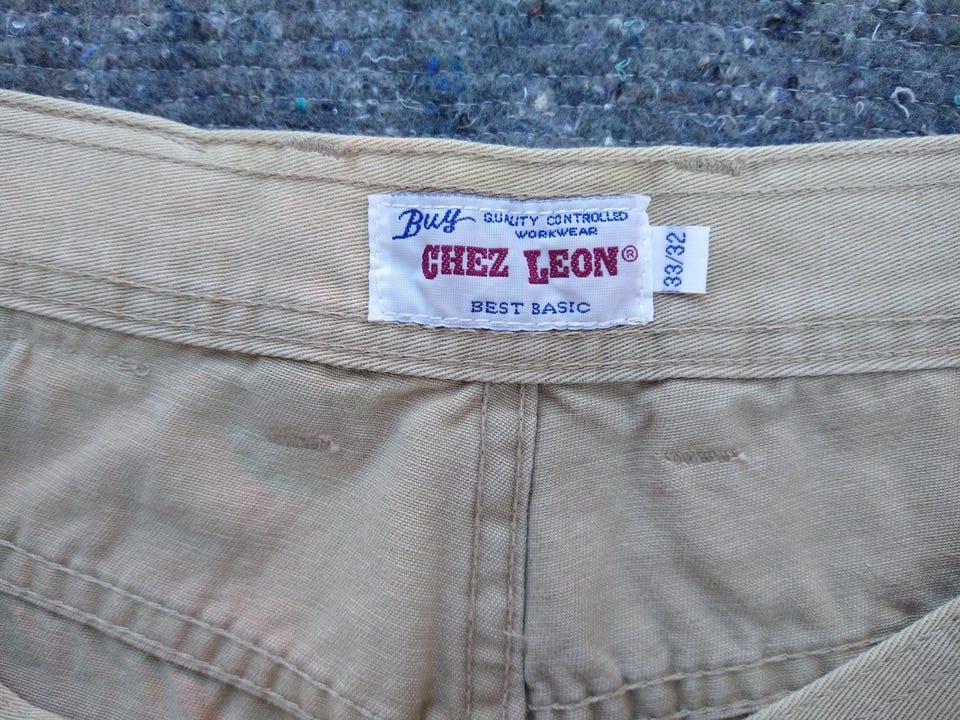 Buy QUALITY CONTROLLED
WORKWEAR
CHEZ LEON®
BEST BASIC
33/32